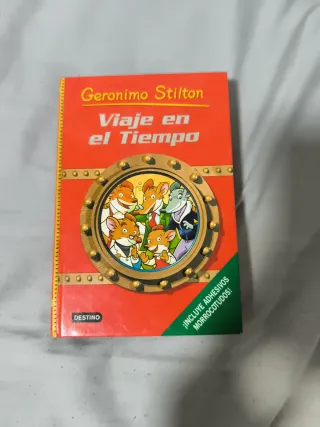 Geronimo Stilton
Viaje en
el Tiempo
¡INCLUYE ADHESIVOS
MORROCOTUDOS!
DESTINO